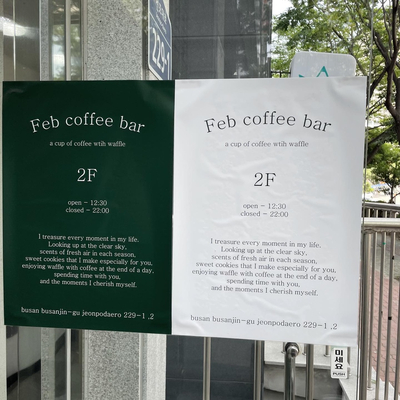 229-1
Feb coffee bar
a cup of coffee wtih waffle
2F
open - 12:30
closed - 22:00
I treasure every moment in my life.
Looking up at the clear sky,
scents of fresh air in each season,
sweet cookies that I make especially for you,
enjoying waffle with coffee at the end of a day,
spending time with you,
and the moments I cherish myself.
busan busanjin-gu jeonpodaero 229-1 ,2
Feb coffee bar
a cup of coffee wtih waffle
2F
open - 12:30
closed - 22:00
I treasure every moment in my life.
Looking up at the clear sky,
scents of fresh air in each season,
sweet cookies that I make especially for you,
enjoying waffle with coffee at the end of a day,
spending time with you,
and the moments I cherish myself.
busan busanjin-gu jeonpodaero 229-1 ,2
미세요
PUSH